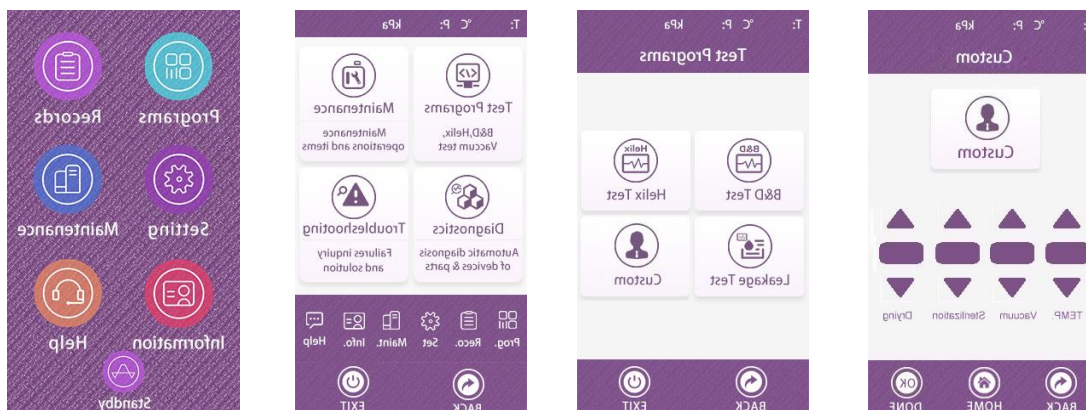 Programs Records
Setting Maintenance
Information Help
Standby
T: °C P: kPa
Test Programs Maintenance
B&D,Helix, Maintenance
Vaccum test operations and items
Diagnostics Troubleshooting
Automatic diagnosis Failures inquiry
of devices & parts and solution
Prog. Reco. Set Maint. Info. Help
BACK EXIT
T: °C P: kPa
Test Programs
B&D Helix
B&D Test Helix Test
Leakage Test Custom
BACK EXIT
T: °C P: kPa
Custom
Custom
TEMP. Vacuum Sterilization Drying
OK
BACK HOME DONE